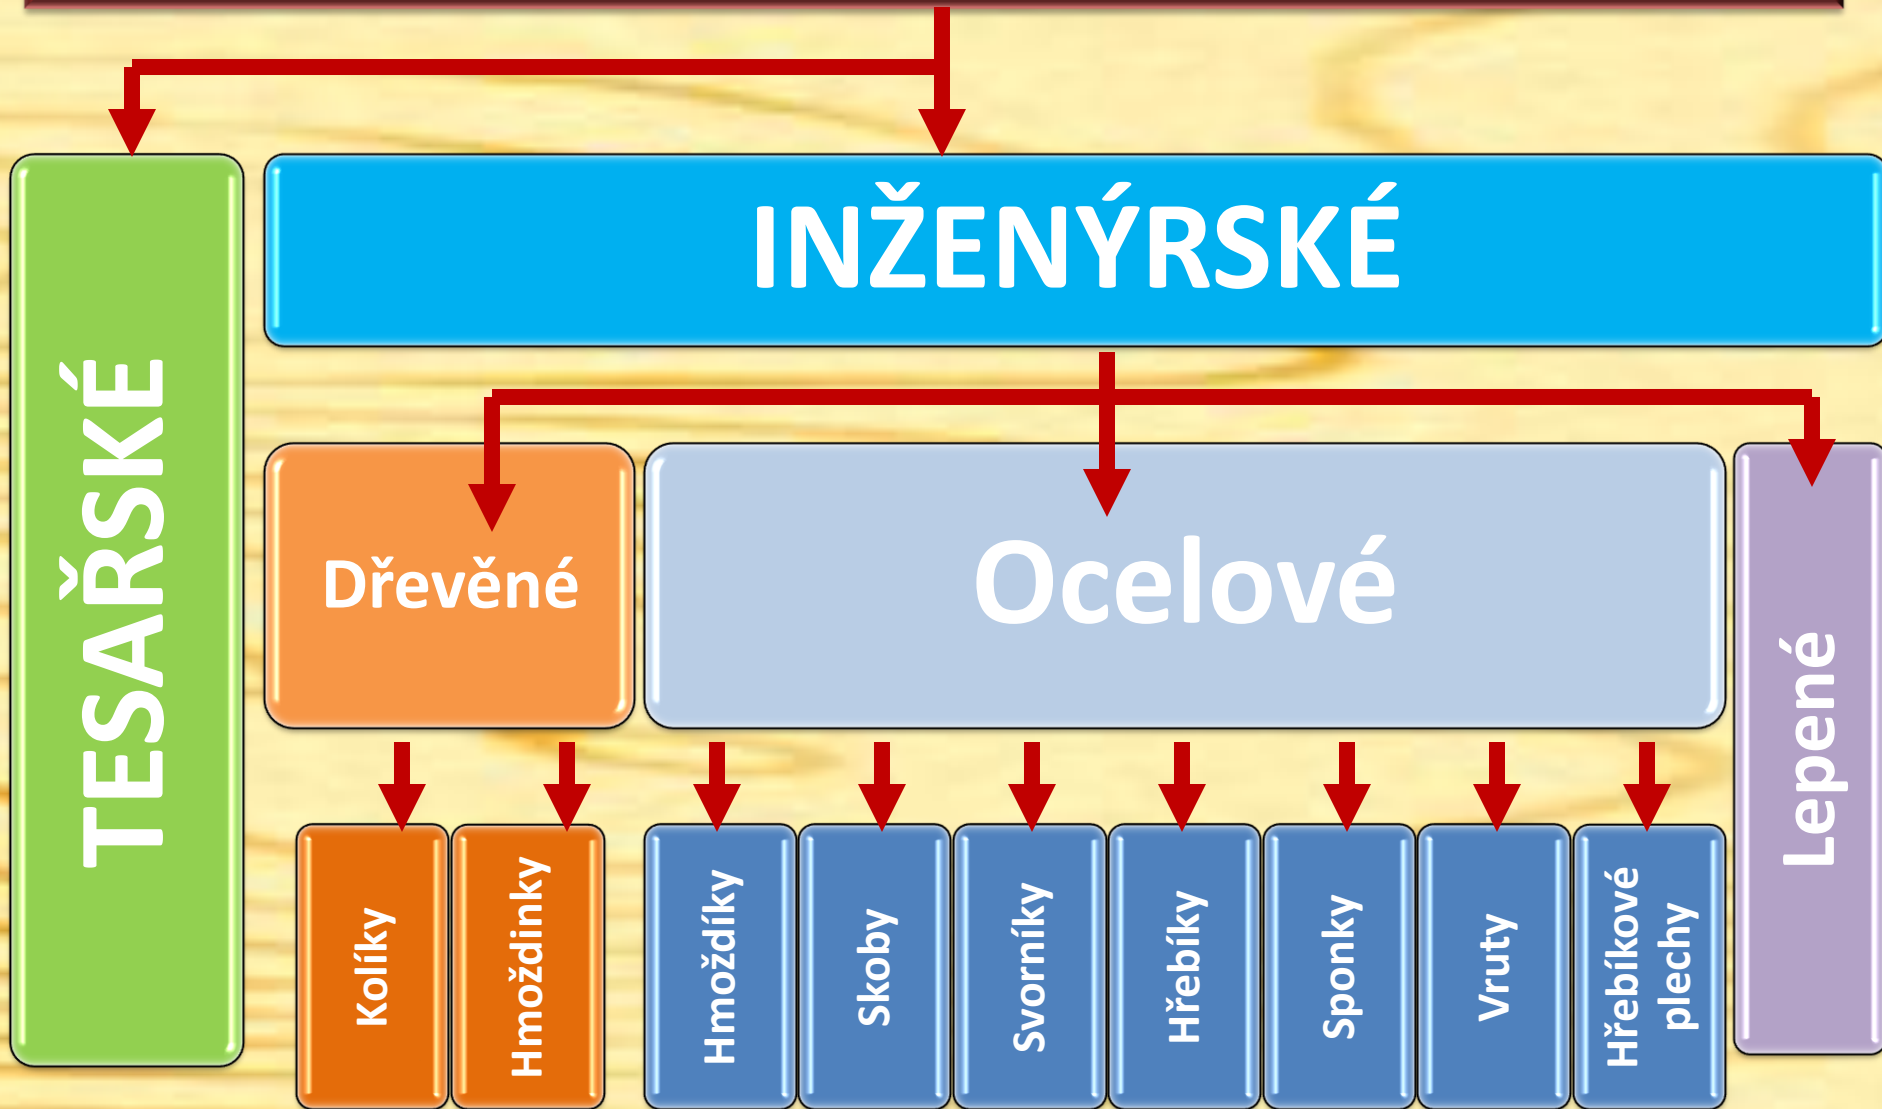 TESAŘSKÉ
INŽENÝRSKÉ
Dřevěné
Ocelové
Lepené
Kolíky
Hmoždinky
Hmoždíky
Skoby
Svorníky
Hřebíky
Sponky
Vruty
Hřebíkové
plechy